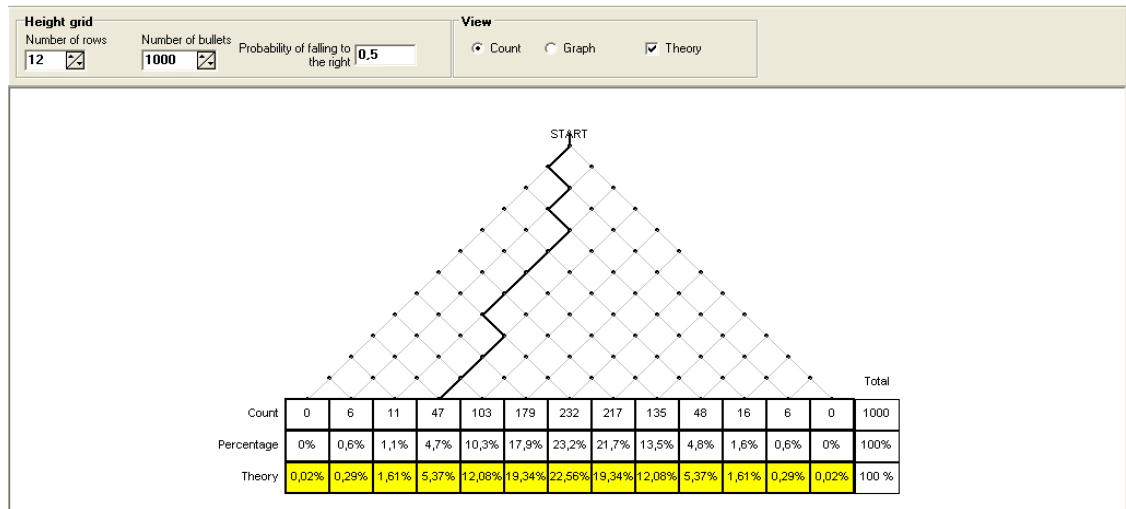 Height grid
Number of rows
12
Number of bullets
1000
Probability of falling to
the right
0,5
View
Count
Graph
Theory
START
Total
Count 0 6 11 47 103 179 232 217 135 48 16 6 0 1000
Percentage 0% 0,6% 1,1% 4,7% 10,3% 17,9% 23,2% 21,7% 13,5% 4,8% 1,6% 0,6% 0% 100%
Theory 0,02% 0,29% 1,61% 5,37% 12,08% 19,34% 22,56% 19,34% 12,08% 5,37% 1,61% 0,29% 0,02% 100 %